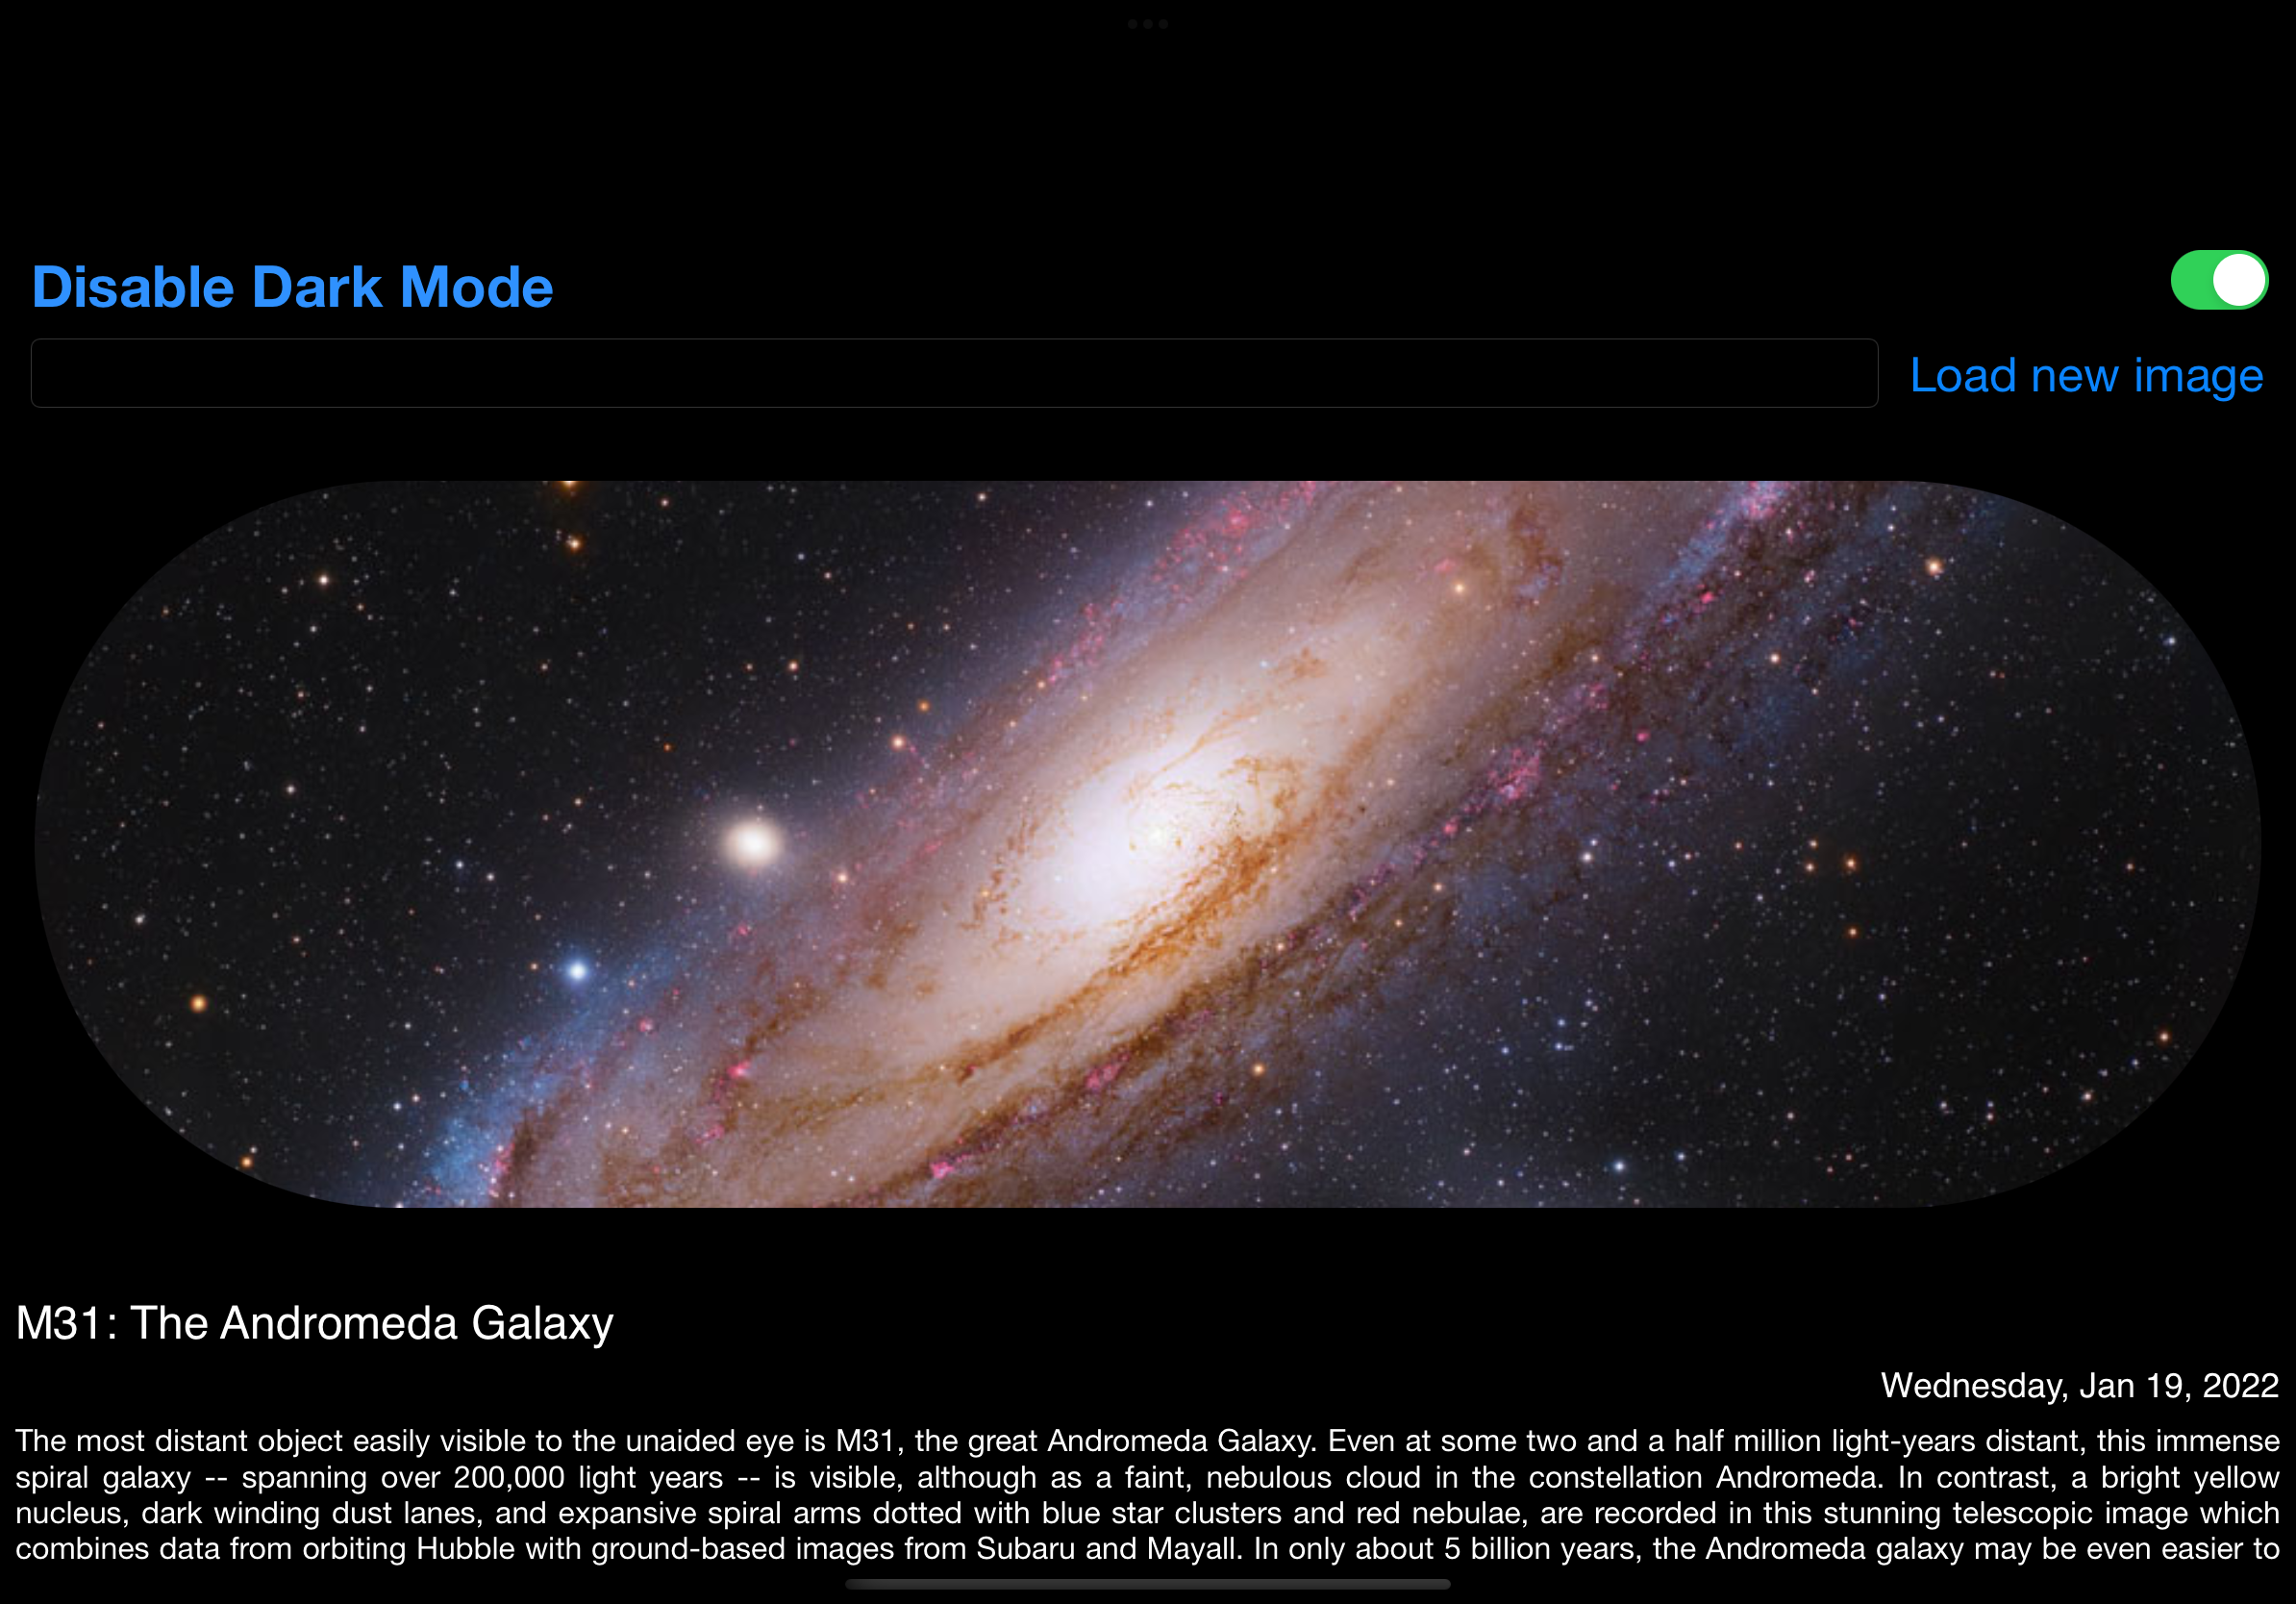 Disable Dark Mode
Load new image
M31: The Andromeda Galaxy
Wednesday, Jan 19, 2022
The most distant object easily visible to the unaided eye is M31, the great Andromeda Galaxy. Even at some two and a half million light-years distant, this immense
spiral galaxy -- spanning over 200,000 light years -- is visible, although as a faint, nebulous cloud in the constellation Andromeda. In contrast, a bright yellow
nucleus, dark winding dust lanes, and expansive spiral arms dotted with blue star clusters and red nebulae, are recorded in this stunning telescopic image which
combines data from orbiting Hubble with ground-based images from Subaru and Mayall. In only about 5 billion years, the Andromeda galaxy may be even easier to